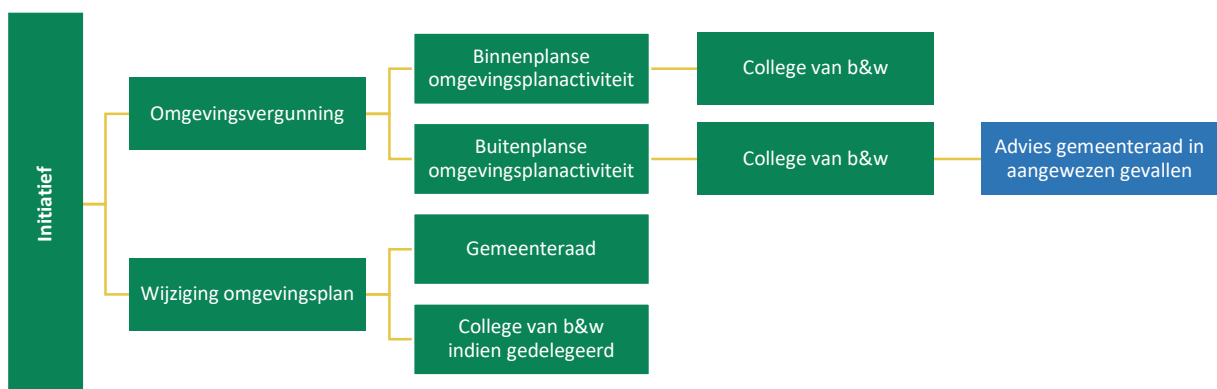 Initiatief
Omgevingsvergunning
Binnenplanse
omgevingsplanactiviteit
College van b&w
Buitenplanse
omgevingsplanactiviteit
College van b&w
Advies gemeenteraad in
aangewezen gevallen
Wijziging omgevingsplan
Gemeenteraad
College van b&w
indien gedelegeerd